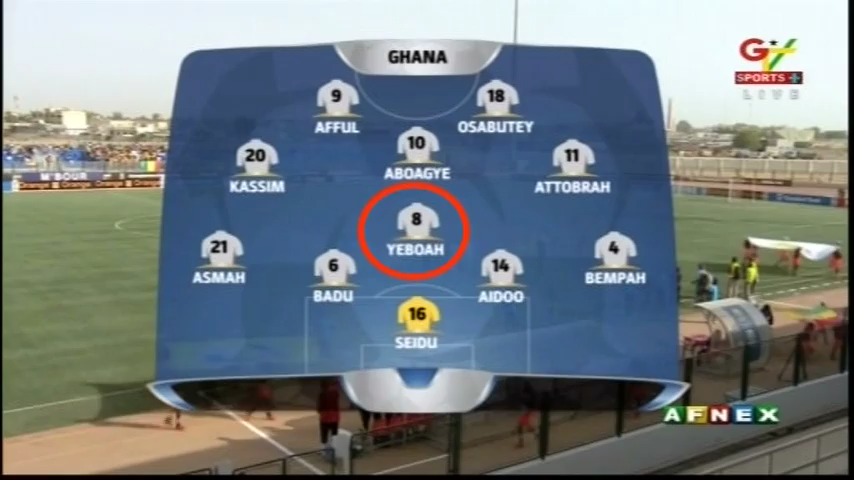 GHANA
GTV
SPORTS+
LIVE
9
AFFUL
18
OSABUTEY
20
KASSIM
10
ABOAGYE
11
ATTOBRAH
8
YEBOAH
21
ASMAH
6
BADU
14
AIDOO
4
BEMPAH
16
SEIDU
M'BOUR
orange
AFNEX